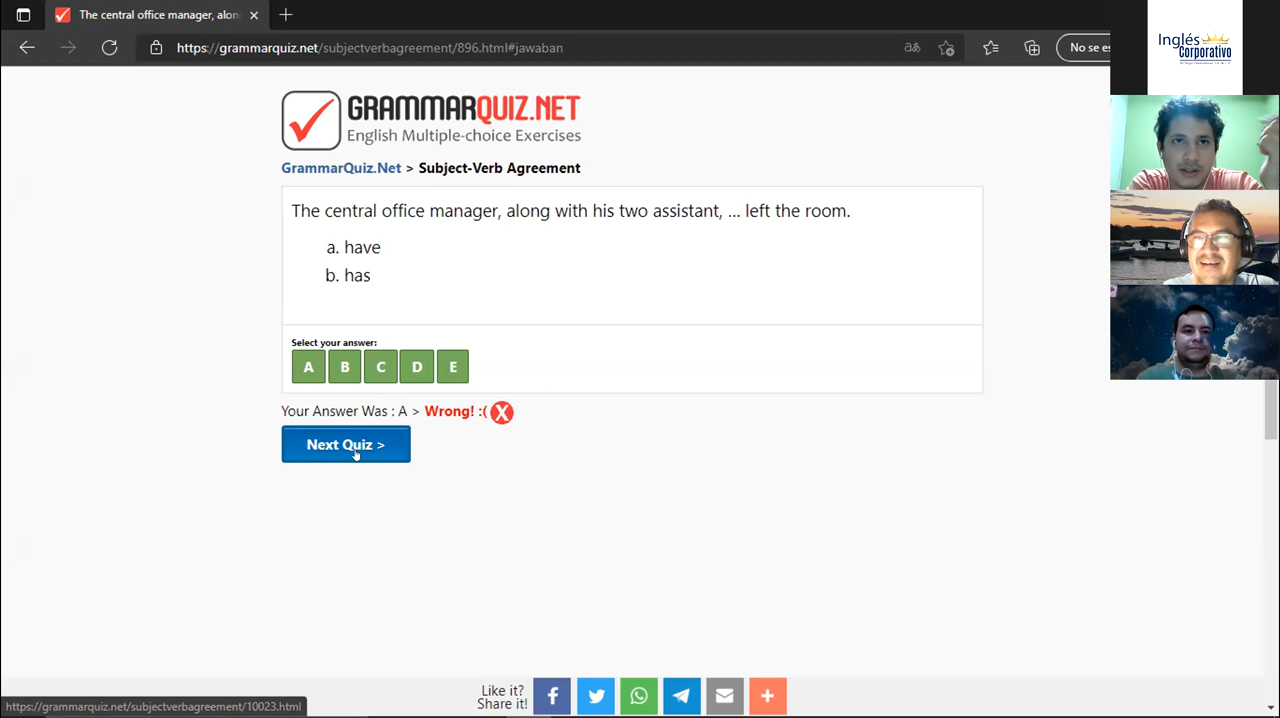 The central office manager, alon
https://grammarquiz.net/subjectverbagreement/896.html#jawaban
No se es
Inglés
Corporativo
GRAMMARQUIZ.NET
English Multiple-choice Exercises
GrammarQuiz.Net > Subject-Verb Agreement
The central office manager, along with his two assistant, ... left the room.
a. have
b. has
Select your answer:
A B C D E
Your Answer Was : A > Wrong! :( X
Next Quiz >
Like it?
Share it!
https://grammarquiz.net/subjectverbagreement/10023.html